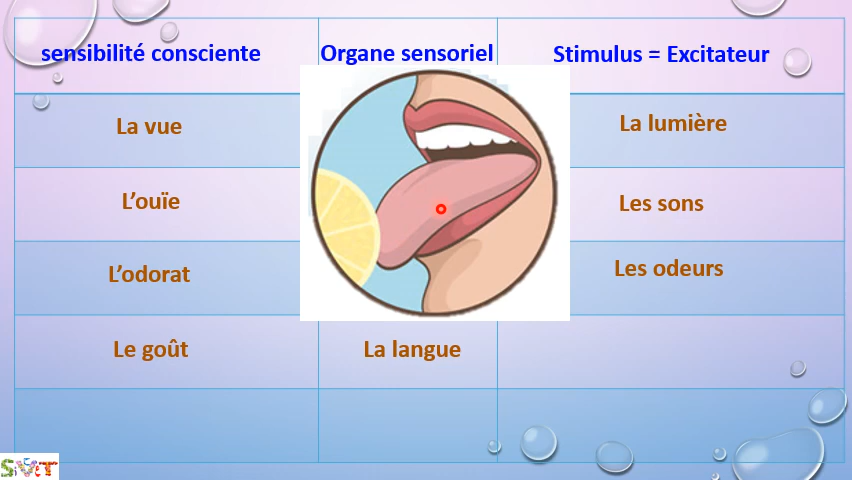 sensibilité consciente Organe sensoriel Stimulus = Excitateur
La vue La lumière
L'ouïe Les sons
L'odorat Les odeurs
Le goût La langue
SVT